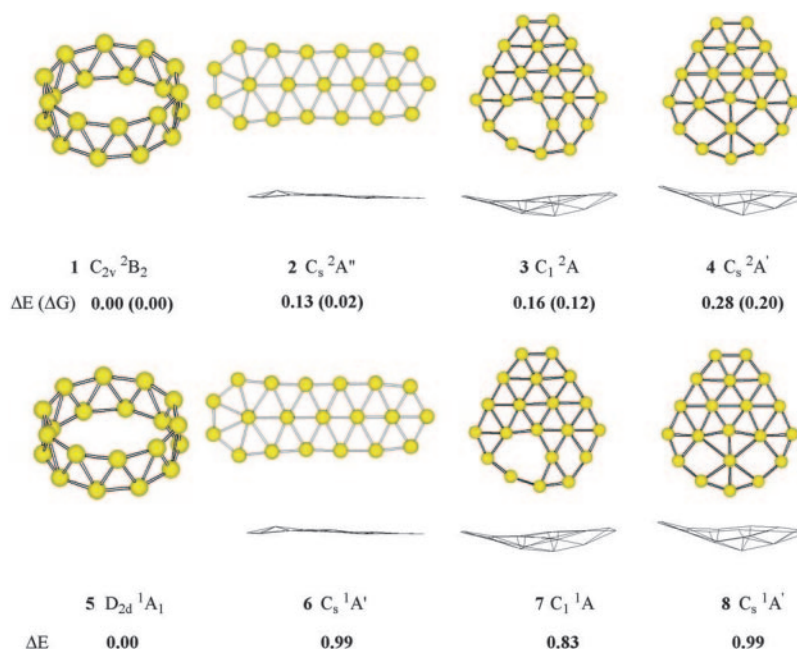 1 C₂ᵥ ²B₂ 2 Cₛ ²A" 3 C₁ ²A 4 Cₛ ²A'
ΔE (ΔG) 0.00 (0.00) 0.13 (0.02) 0.16 (0.12) 0.28 (0.20)
5 D₂d ¹A₁ 6 Cₛ ¹A' 7 C₁ ¹A 8 Cₛ ¹A'
ΔE 0.00 0.99 0.83 0.99